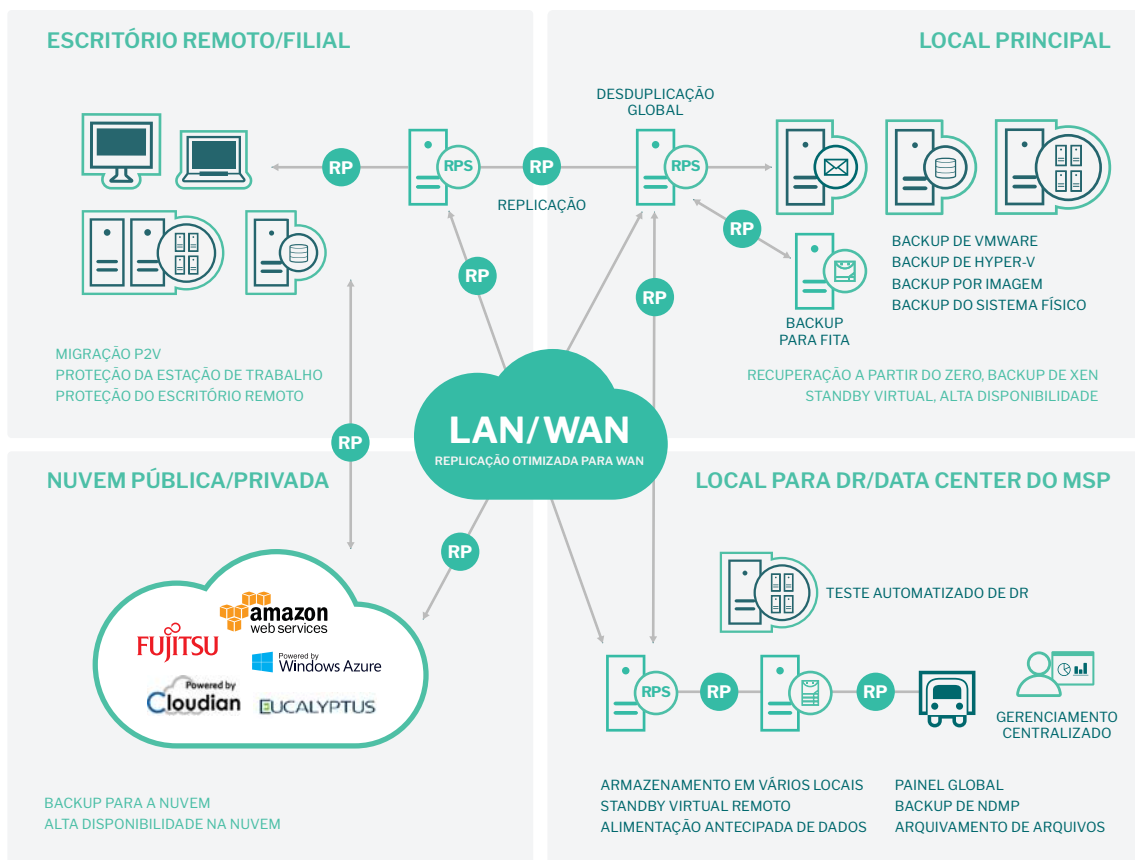 ESCRITÓRIO REMOTO/FILIAL
RP
RPS
RP
REPLICAÇÃO
RP
MIGRAÇÃO P2V
PROTEÇÃO DA ESTAÇÃO DE TRABALHO
PROTEÇÃO DO ESCRITÓRIO REMOTO
RP
LOCAL PRINCIPAL
DESDUPLICAÇÃO
GLOBAL
RPS
RP
RP
BACKUP
PARA FITA
BACKUP DE VMWARE
BACKUP DE HYPER-V
BACKUP POR IMAGEM
BACKUP DO SISTEMA FÍSICO
RECUPERAÇÃO A PARTIR DO ZERO, BACKUP DE XEN
STANDBY VIRTUAL, ALTA DISPONIBILIDADE
LAN/WAN
REPLICAÇÃO OTIMIZADA PARA WAN
NUVEM PÚBLICA/PRIVADA
RP
amazon
web services
FUJITSU
Powered by
Windows Azure
Powered by
Cloudian
EUCALYPTUS
BACKUP PARA A NUVEM
ALTA DISPONIBILIDADE NA NUVEM
LOCAL PARA DR/DATA CENTER DO MSP
TESTE AUTOMATIZADO DE DR
RPS
RP
RP
GERENCIAMENTO
CENTRALIZADO
ARMAZENAMENTO EM VÁRIOS LOCAIS
STANDBY VIRTUAL REMOTO
ALIMENTAÇÃO ANTECIPADA DE DADOS
PAINEL GLOBAL
BACKUP DE NDMP
ARQUIVAMENTO DE ARQUIVOS